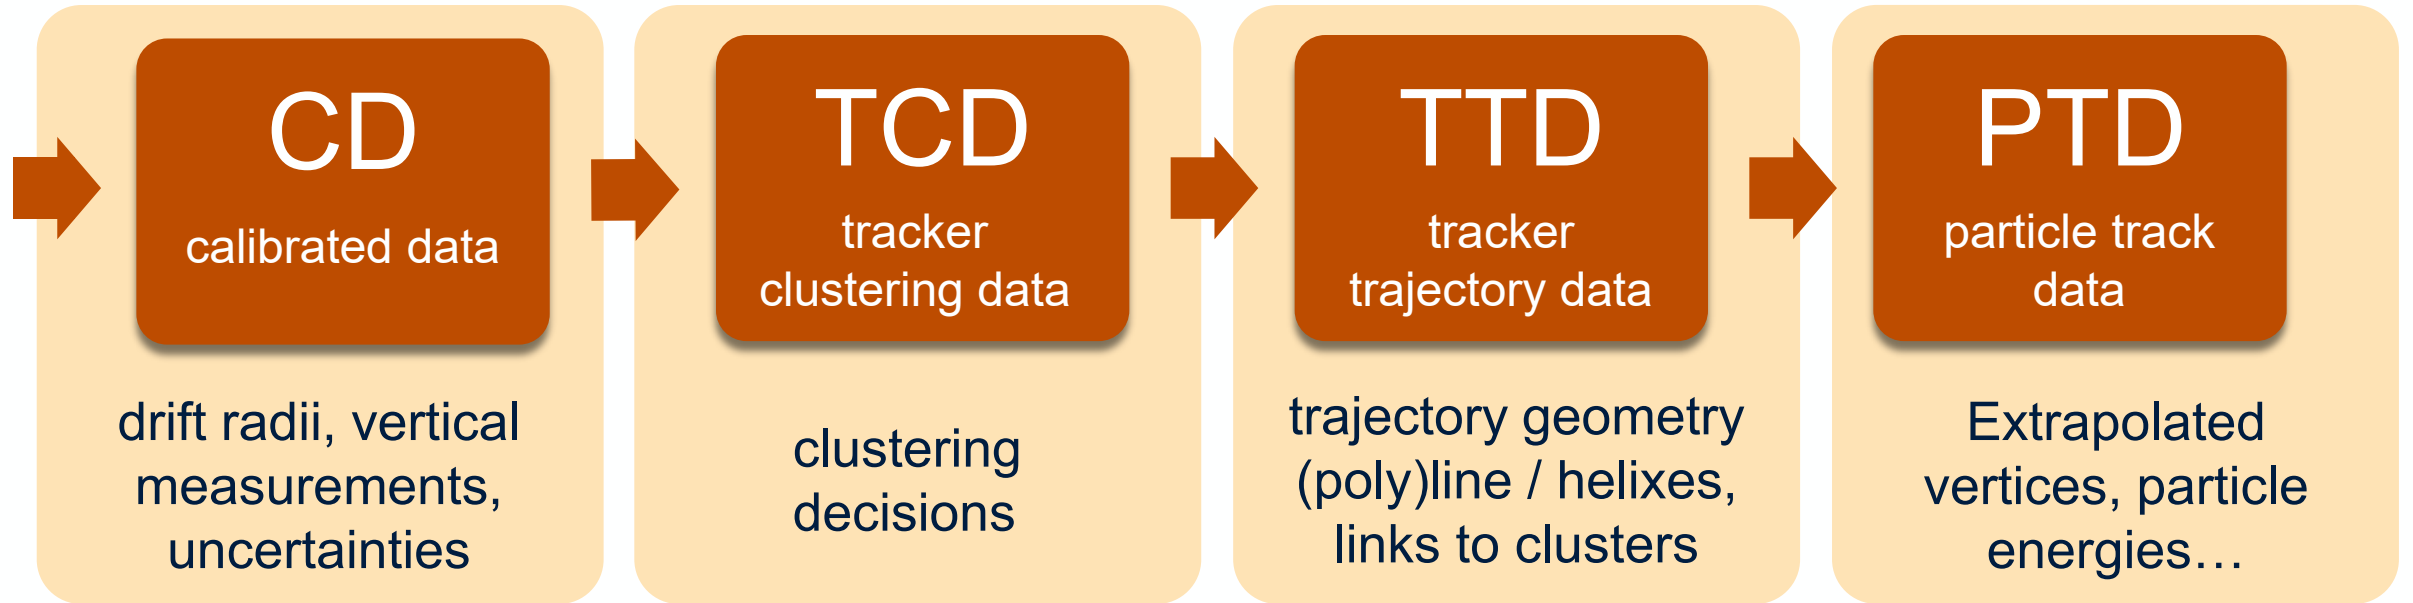 CD
calibrated data
drift radii, vertical
measurements,
uncertainties
TCD
tracker
clustering data
clustering
decisions
TTD
tracker
trajectory data
trajectory geometry
(poly)line / helixes,
links to clusters
PTD
particle track
data
Extrapolated
vertices, particle
energies…